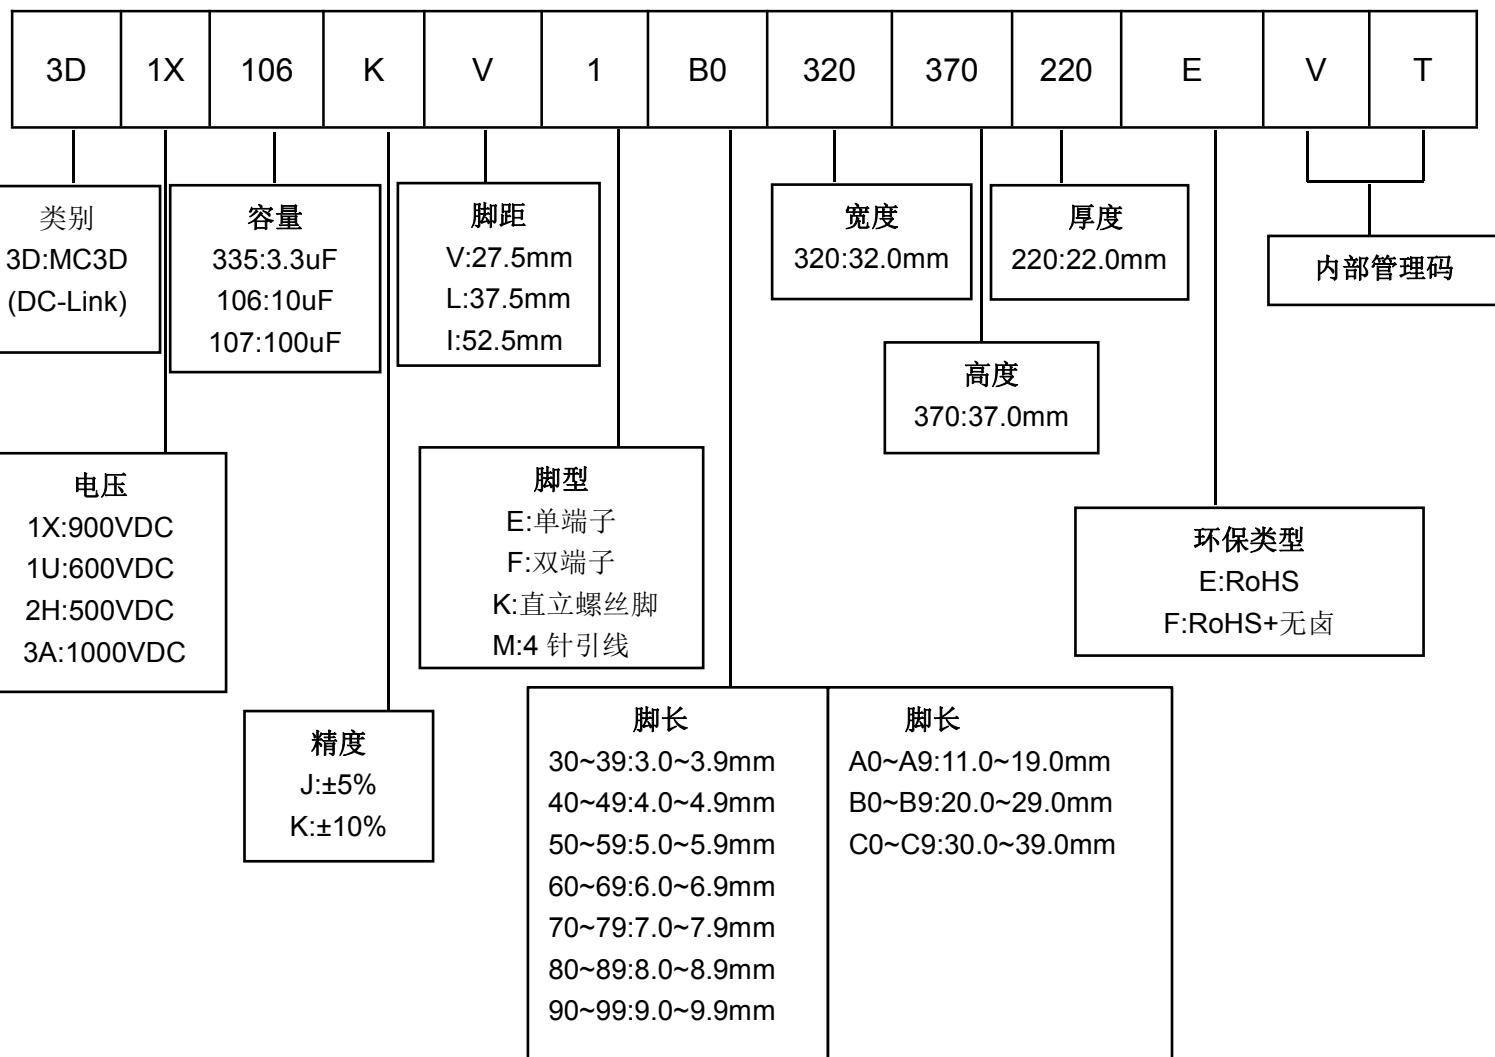 3D 1X 106 K V 1 B0 320 370 220 E V T
类别
3D:MC3D
(DC-Link)
容量
335:3.3uF
106:10uF
107:100uF
脚距
V:27.5mm
L:37.5mm
I:52.5mm
宽度
320:32.0mm
厚度
220:22.0mm
内部管理码
高度
370:37.0mm
电压
1X:900VDC
1U:600VDC
2H:500VDC
3A:1000VDC
脚型
E:单端子
F:双端子
K:直立螺丝脚
M:4 针引线
环保类型
E:RoHS
F:RoHS+无卤
精度
J:±5%
K:±10%
脚长
30~39:3.0~3.9mm
40~49:4.0~4.9mm
50~59:5.0~5.9mm
60~69:6.0~6.9mm
70~79:7.0~7.9mm
80~89:8.0~8.9mm
90~99:9.0~9.9mm
脚长
A0~A9:11.0~19.0mm
B0~B9:20.0~29.0mm
C0~C9:30.0~39.0mm